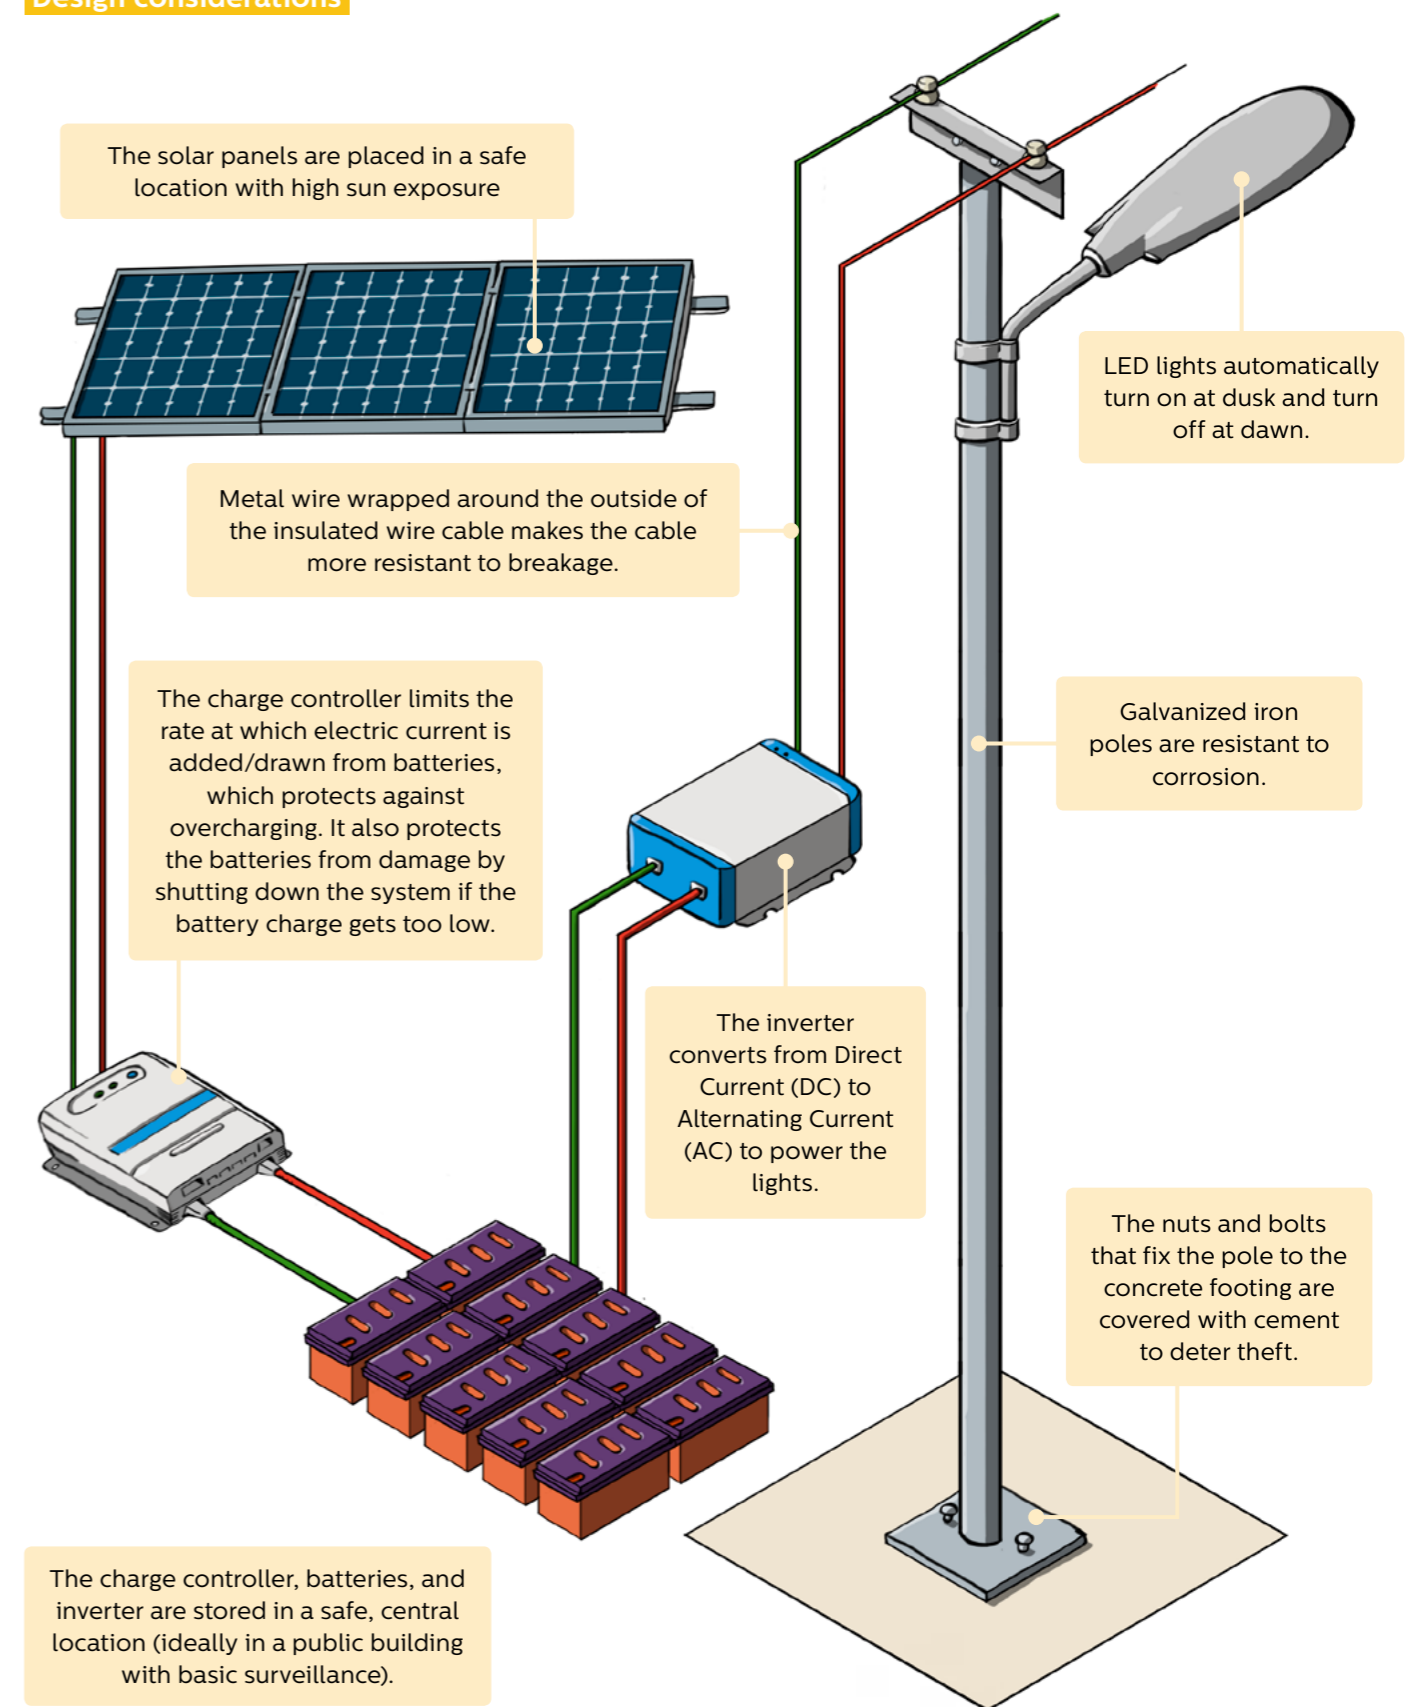 Design considerations
The solar panels are placed in a safe
location with high sun exposure
LED lights automatically
turn on at dusk and turn
off at dawn.
Metal wire wrapped around the outside of
the insulated wire cable makes the cable
more resistant to breakage.
The charge controller limits the
rate at which electric current is
added/drawn from batteries,
which protects against
overcharging. It also protects
the batteries from damage by
shutting down the system if the
battery charge gets too low.
Galvanized iron
poles are resistant to
corrosion.
The inverter
converts from Direct
Current (DC) to
Alternating Current
(AC) to power the
lights.
The nuts and bolts
that fix the pole to the
concrete footing are
covered with cement
to deter theft.
The charge controller, batteries, and
inverter are stored in a safe, central
location (ideally in a public building
with basic surveillance).